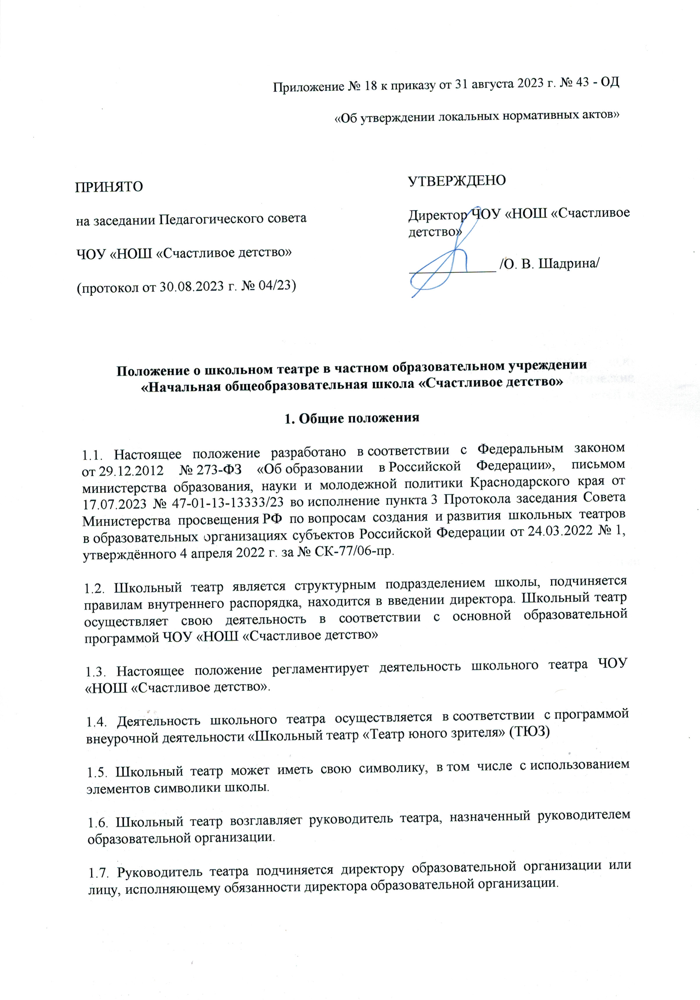 Приложение № 18 к приказу от 31 августа 2023 г. № 43 - ОД
«Об утверждении локальных нормативных актов»
ПРИНЯТО
на заседании Педагогического совета
ЧОУ «НОШ «Счастливое детство»
(протокол от 30.08.2023 г. № 04/23)
УТВЕРЖДЕНО
Директор ЧОУ «НОШ «Счастливое
детство»
____________ /О. В. Шадрина/
Положение о школьном театре в частном образовательном учреждении
«Начальная общеобразовательная школа «Счастливое детство»
1. Общие положения
1.1. Настоящее положение разработано в соответствии с Федеральным законом
от 29.12.2012 № 273-ФЗ «Об образовании в Российской Федерации», письмом
министерства образования, науки и молодежной политики Краснодарского края от
17.07.2023 № 47-01-13-13333/23 во исполнение пункта 3 Протокола заседания Совета
Министерства просвещения РФ по вопросам создания и развития школьных театров
в образовательных организациях субъектов Российской Федерации от 24.03.2022 № 1,
утверждённого 4 апреля 2022 г. за № СК-77/06-пр.
1.2. Школьный театр является структурным подразделением школы, подчиняется
правилам внутреннего распорядка, находится в введении директора. Школьный театр
осуществляет свою деятельность в соответствии с основной образовательной
программой ЧОУ «НОШ «Счастливое детство»
1.3. Настоящее положение регламентирует деятельность школьного театра ЧОУ
«НОШ «Счастливое детство».
1.4. Деятельность школьного театра осуществляется в соответствии с программой
внеурочной деятельности «Школьный театр «Театр юного зрителя» (ТЮЗ)
1.5. Школьный театр может иметь свою символику, в том числе с использованием
элементов символики школы.
1.6. Школьный театр возглавляет руководитель театра, назначенный руководителем
образовательной организации.
1.7. Руководитель театра подчиняется директору образовательной организации или
лицу, исполняющему обязанности директора образовательной организации.